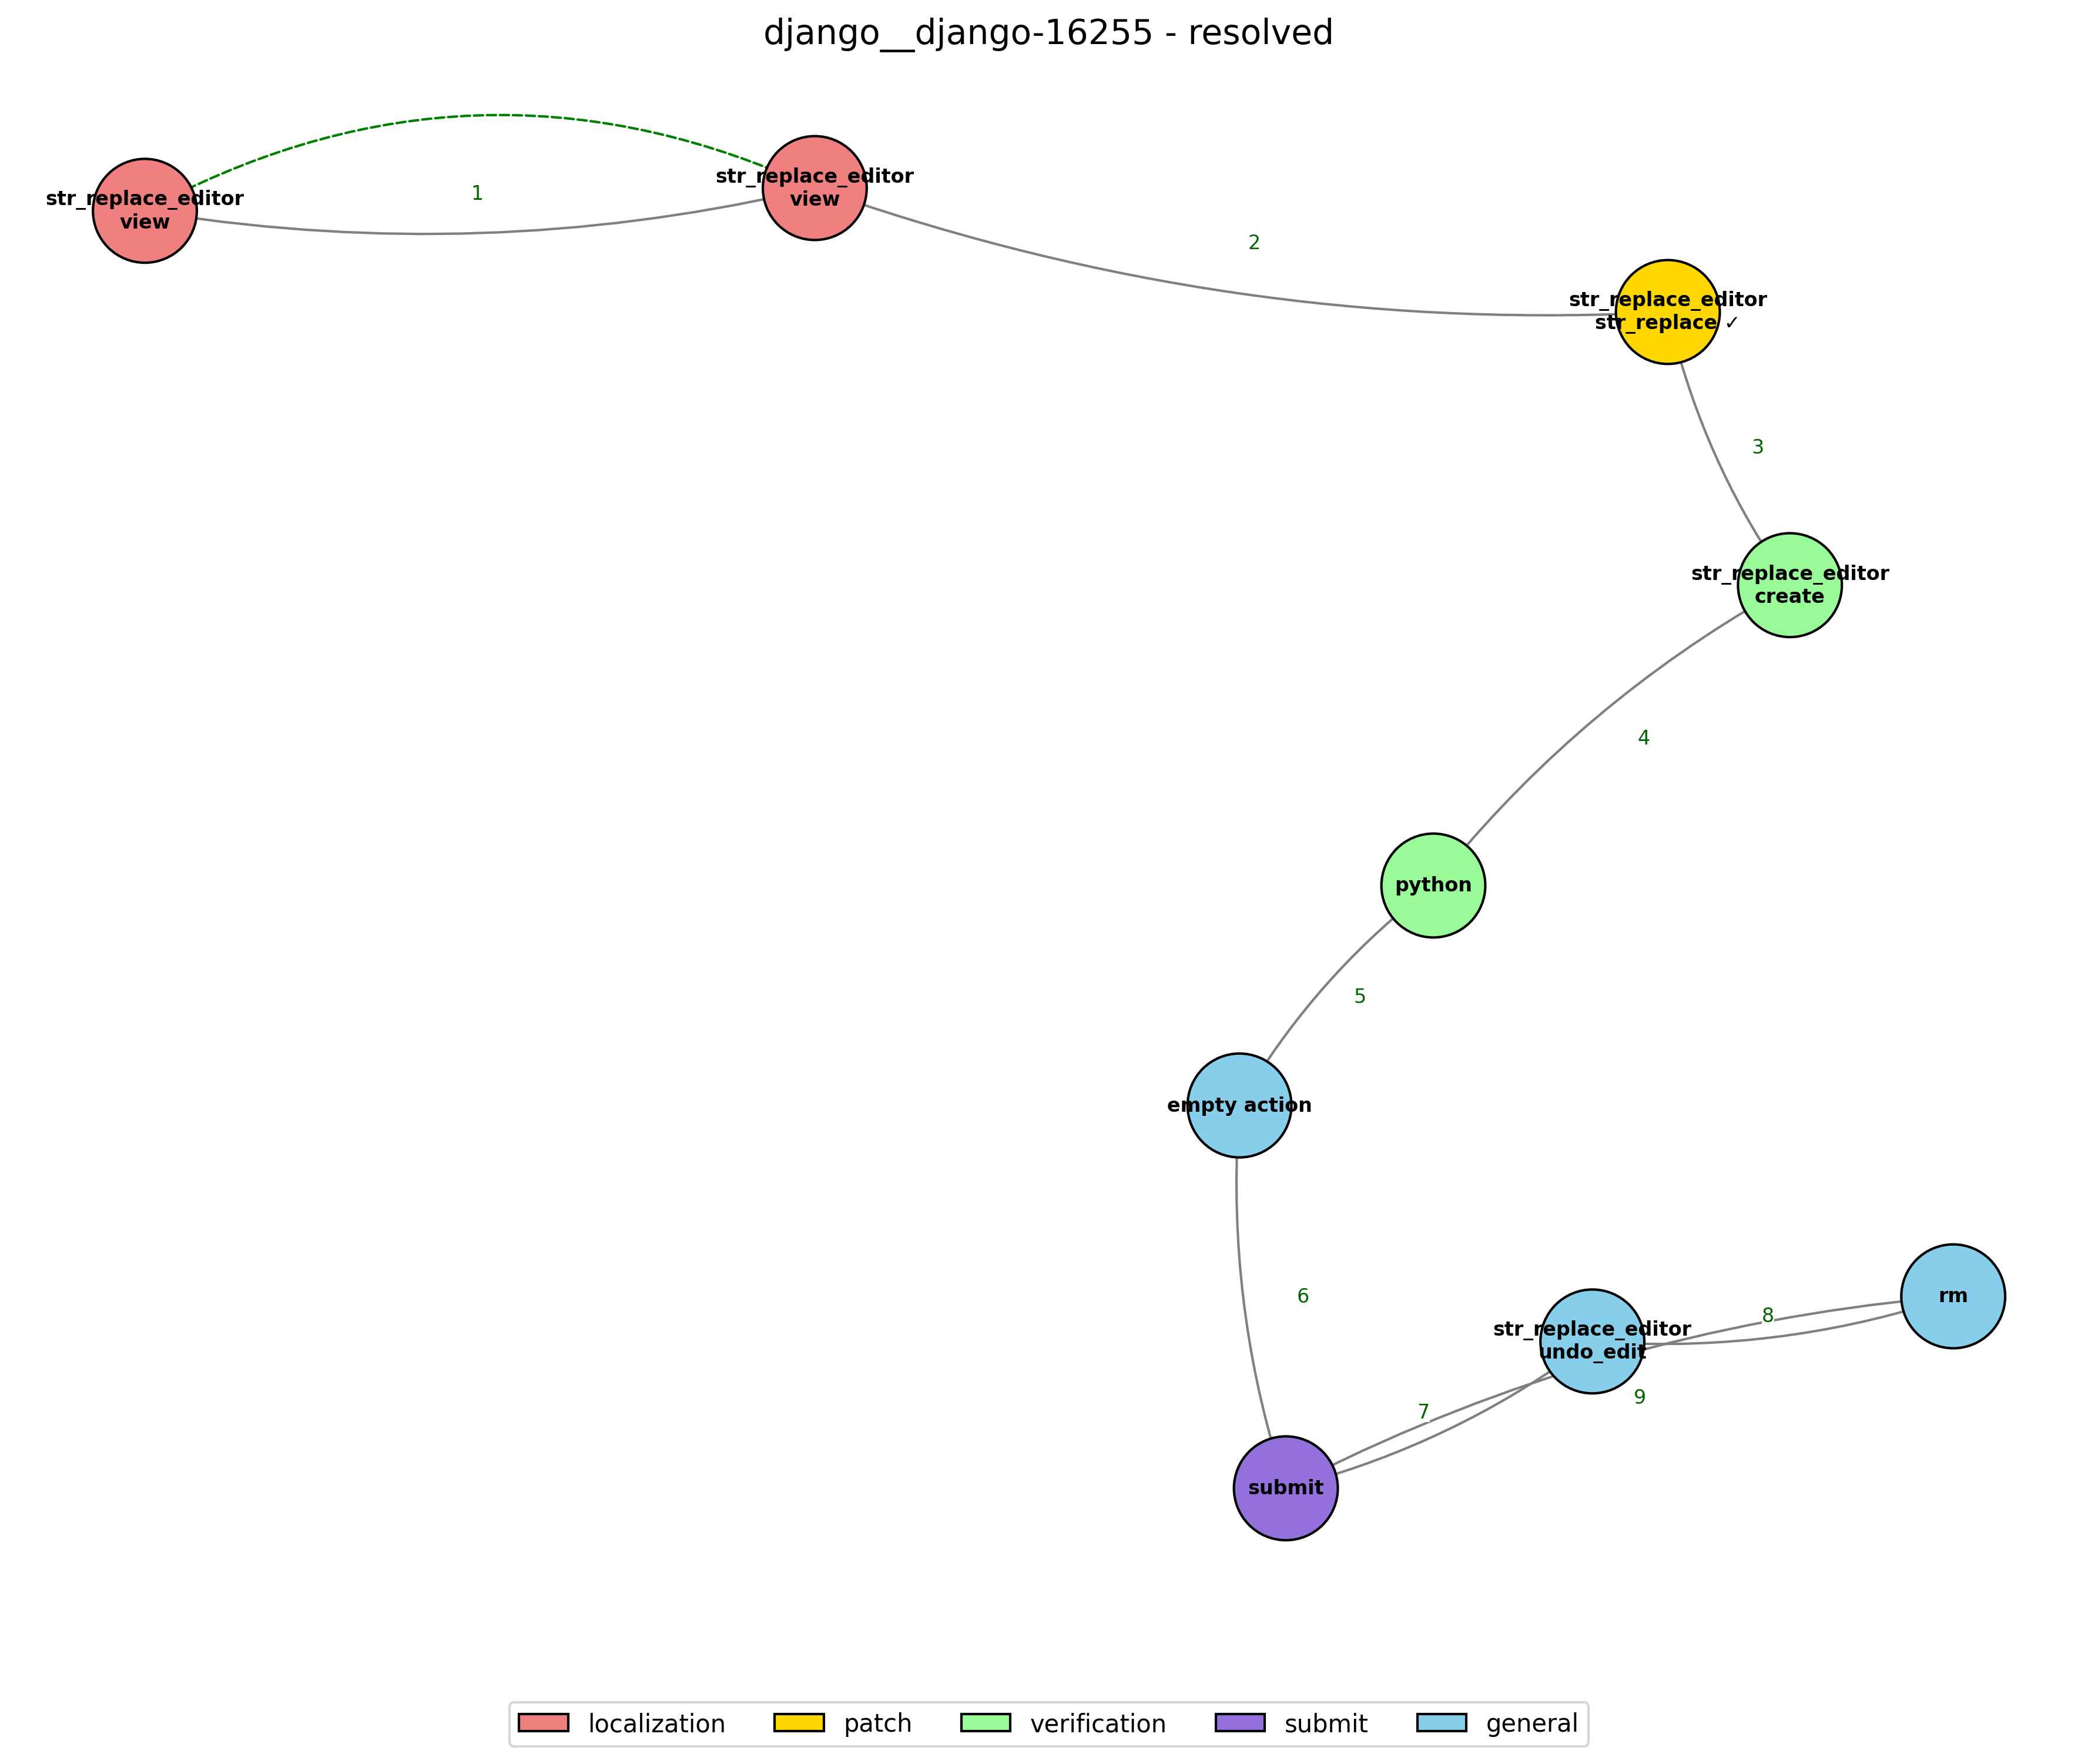 django__django-16255 - resolved
1
str_replace_editor
view
str_replace_editor
view
2
str_replace_editor
str_replace ✓
3
str_replace_editor
create
4
python
5
empty action
6
rm
8
str_replace_editor
undo_edit
7
9
submit
localization
patch
verification
submit
general